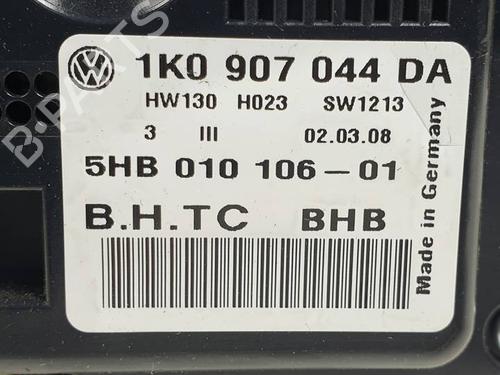 1K0 907 044 DA
HW130 H023 SW1213
3 III 02.03.08
5HB 010 106-01
B.H.TC BHB
Made in Germany
B-PARTS